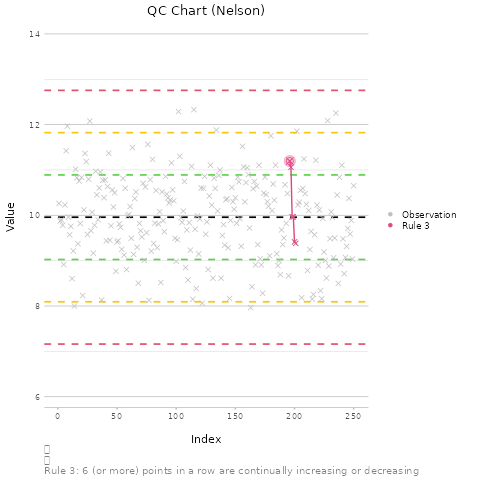 QC Chart (Nelson)
14
12
10
8
6
Value
0
50
100
150
200
250
Index
Observation
Rule 3
Rule 3: 6 (or more) points in a row are continually increasing or decreasing